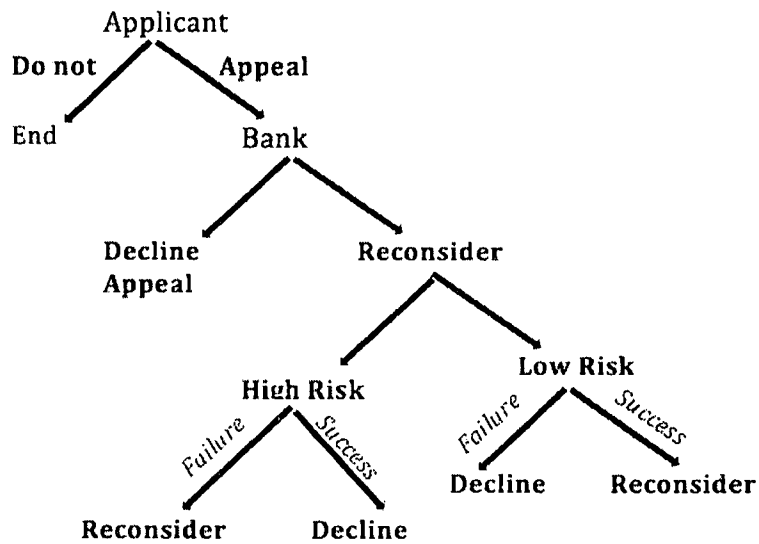 Applicant
Do not
Appeal
End
Bank
Decline
Appeal
Reconsider
High Risk
Low Risk
Failure
Success
Failure
Success
Decline
Reconsider
Reconsider
Decline